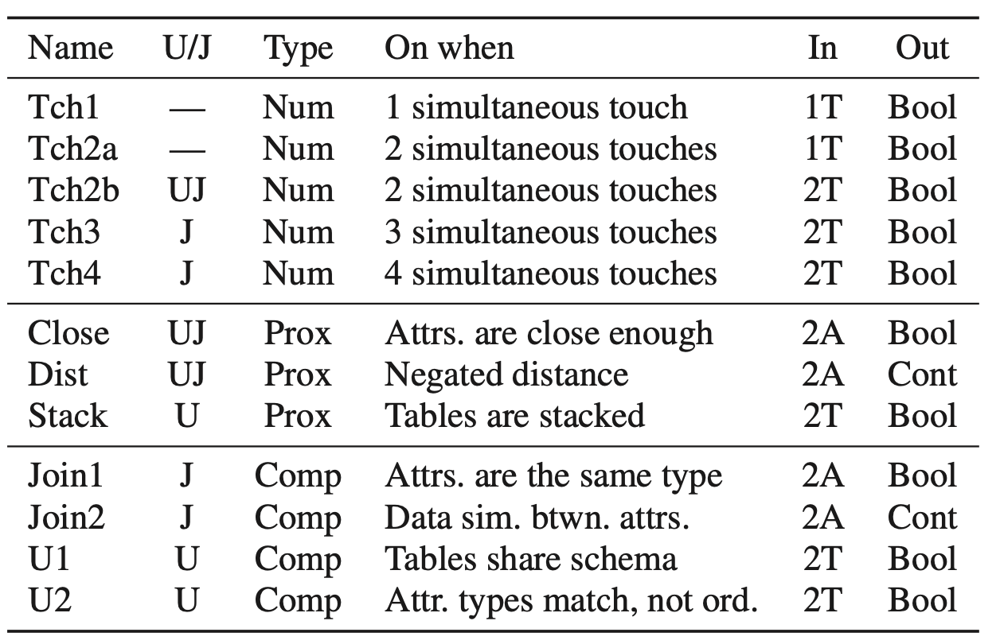 Name U/J Type On when In Out
Tch1 — Num 1 simultaneous touch 1T Bool
Tch2a — Num 2 simultaneous touches 1T Bool
Tch2b UJ Num 2 simultaneous touches 2T Bool
Tch3 J Num 3 simultaneous touches 2T Bool
Tch4 J Num 4 simultaneous touches 2T Bool
Close UJ Prox Attrs. are close enough 2A Bool
Dist UJ Prox Negated distance 2A Cont
Stack U Prox Tables are stacked 2T Bool
Join1 J Comp Attrs. are the same type 2A Bool
Join2 J Comp Data sim. btwn. attrs. 2A Cont
U1 U Comp Tables share schema 2T Bool
U2 U Comp Attr. types match, not ord. 2T Bool